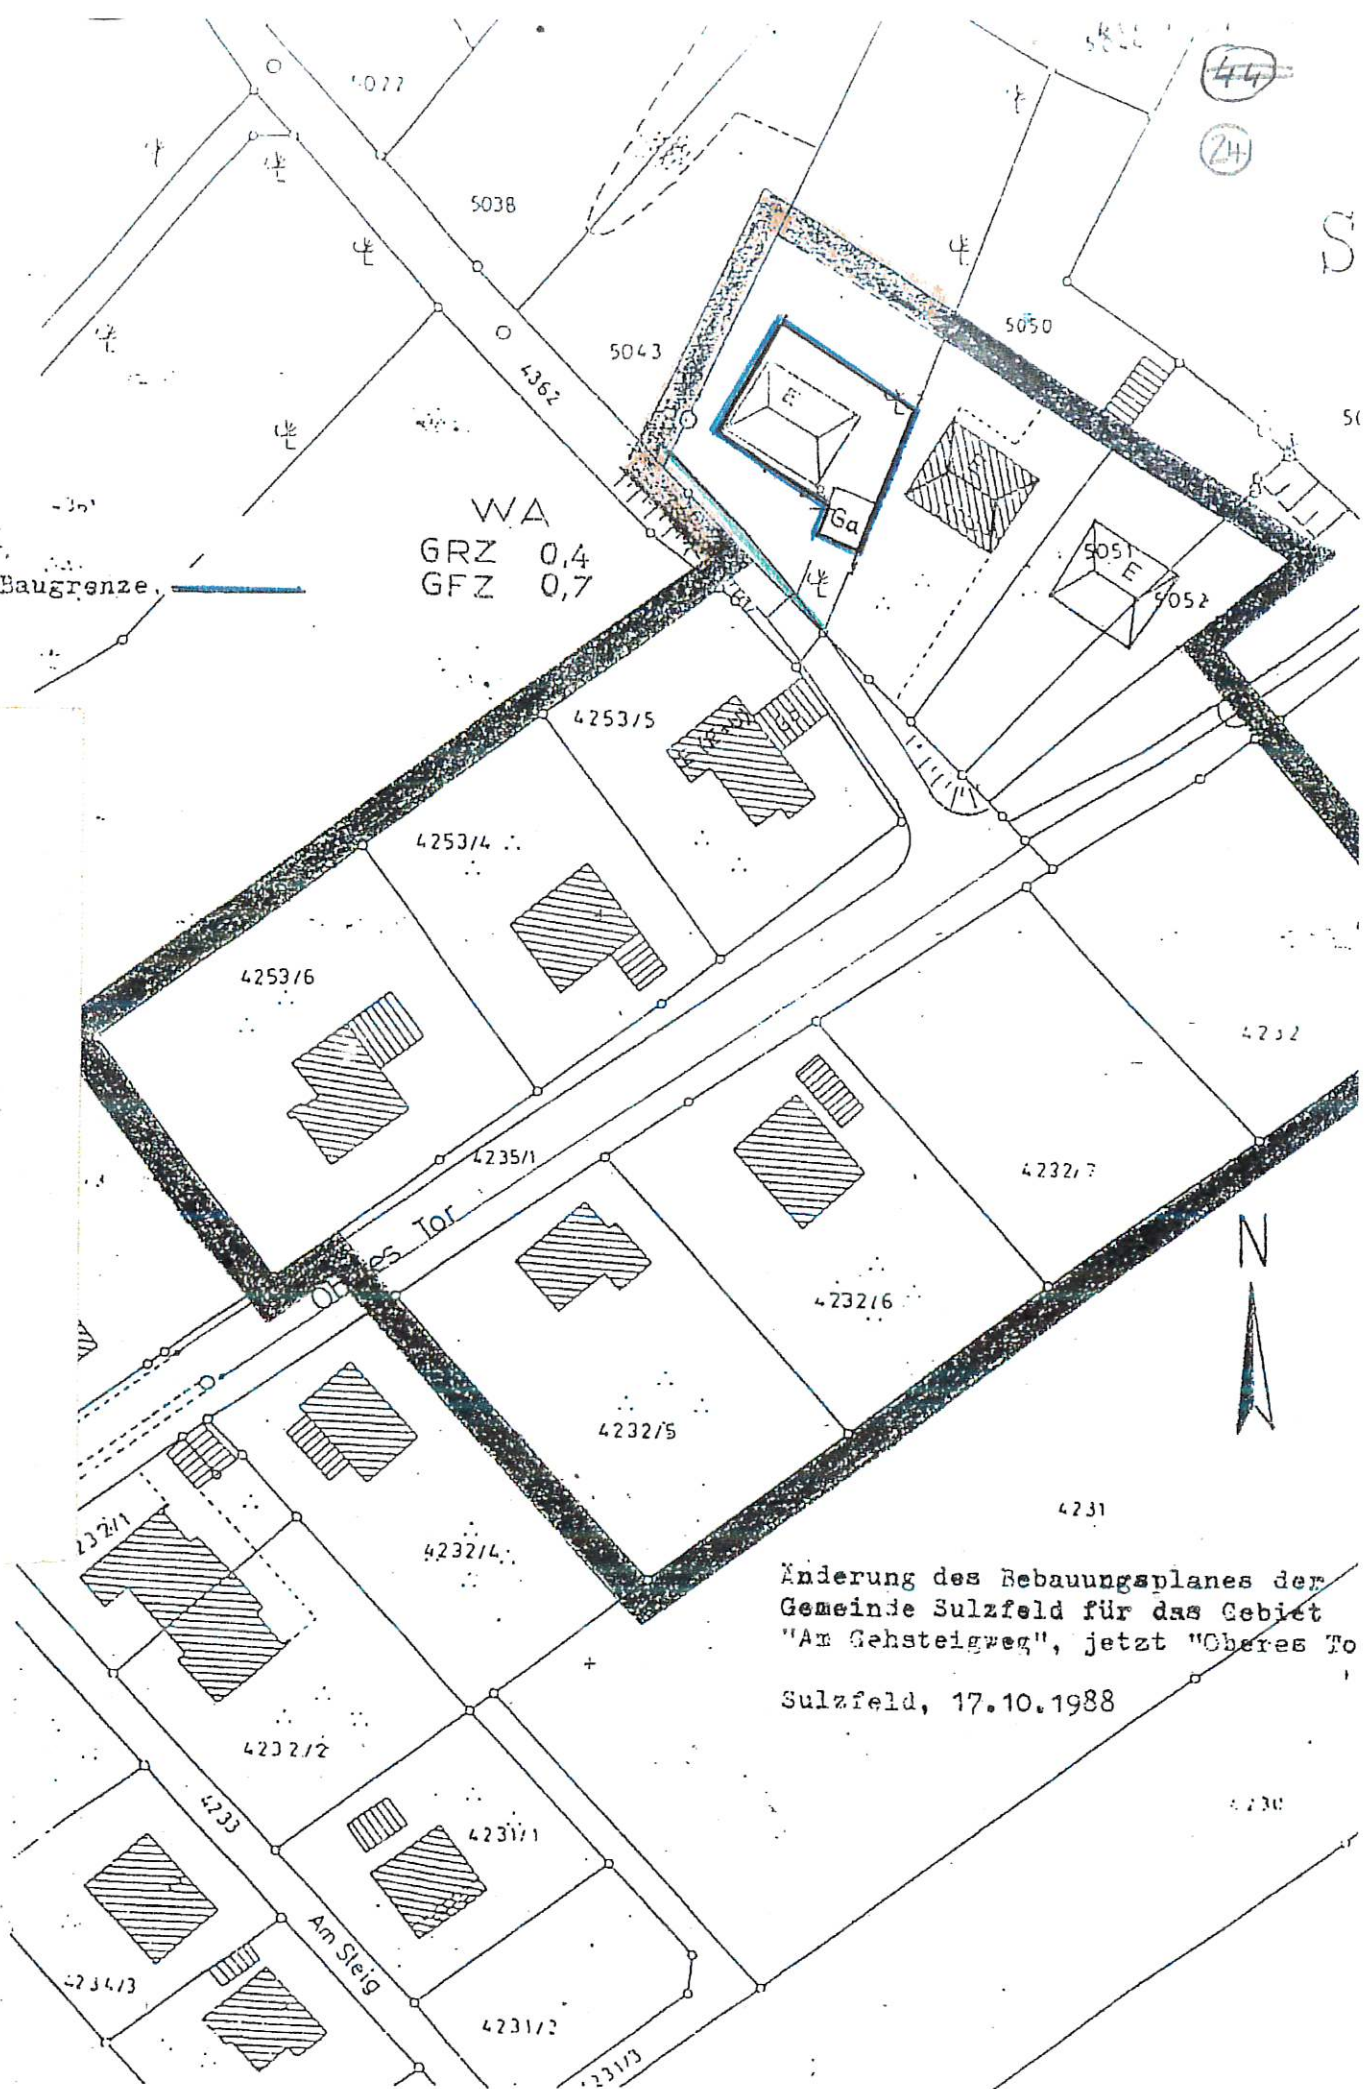 44
24
S
5038
5043
5050
4362
E
Ga
5051
E
5052
WA
GRZ 0,4
GFZ 0,7
Baugrenze
4253/5
4253/4
4253/6
4232
4235/1
Tor
4232/6
4232/5
N
4231
4232/4
Änderung des Bebauungsplanes der
Gemeinde Sulzfeld für das Gebiet
"Am Gehsteigweg", jetzt "Oberes To
Sulzfeld, 17.10.1988
4232/2
4233
4231/1
Am Steig
4234/3
4231/2
4230